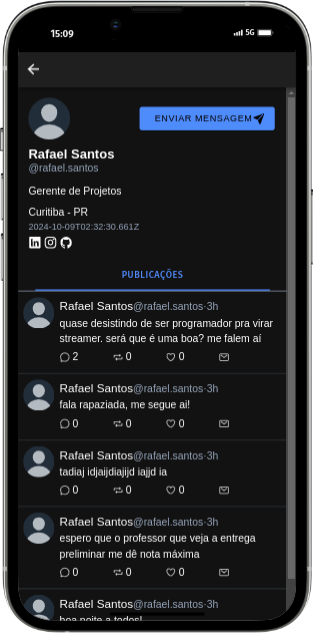 15:09
5G
ENVIAR MENSAGEM
Rafael Santos
@rafael.santos
Gerente de Projetos
Curitiba - PR
2024-10-09T02:32:30.661Z
in
PUBLICAÇÕES
Rafael Santos@rafael.santos·3h
quase desistindo de ser programador pra virar
streamer. será que é uma boa? me falem aí
2 0 0
Rafael Santos@rafael.santos·3h
fala rapaziada, me segue ai!
0 0 0
Rafael Santos@rafael.santos·3h
tadiaj idjaijdiajijd iajjd ia
0 0 0
Rafael Santos@rafael.santos·3h
espero que o professor que veja a entrega
preliminar me dê nota máxima
0 0 0
Rafael Santos@rafael.santos·3h
boa noite a todos!